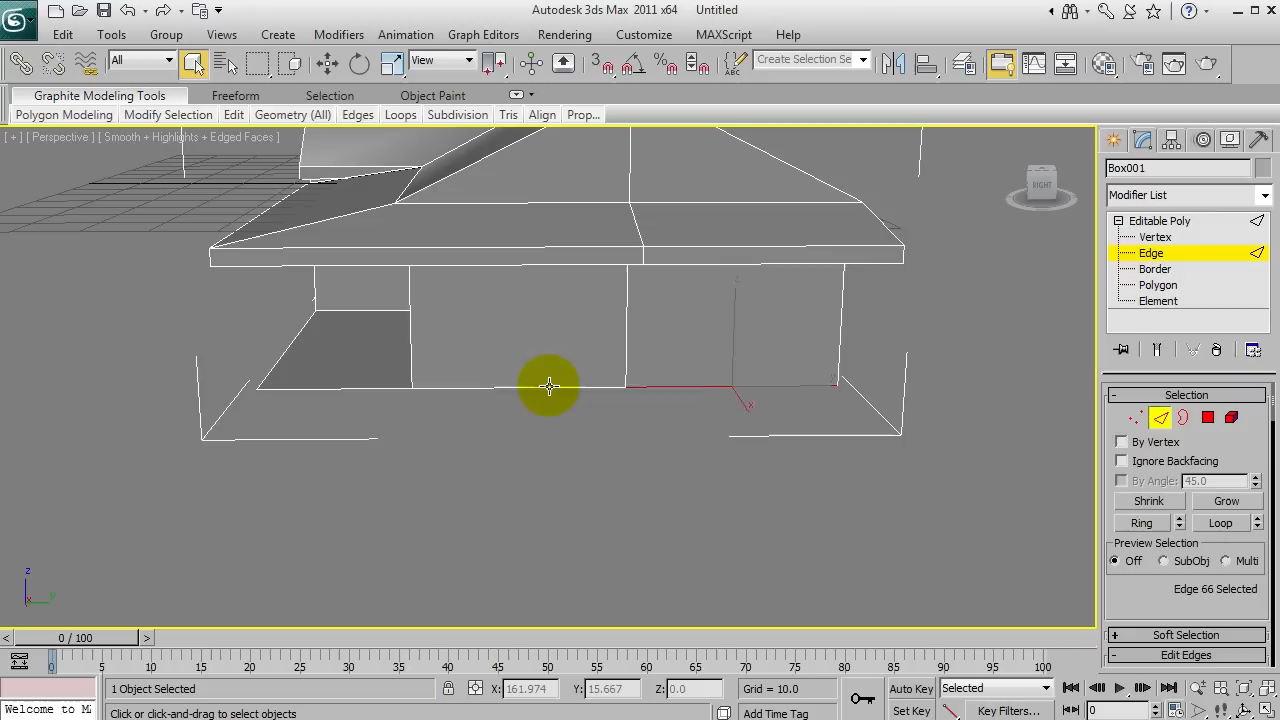 Autodesk 3ds Max 2011 x64 Untitled
Edit Tools Group Views Create Modifiers Animation Graph Editors Rendering Customize MAXScript Help
All View Create Selection Se
Graphite Modeling Tools Freeform Selection Object Paint
Polygon Modeling Modify Selection Edit Geometry (All) Edges Loops Subdivision Tris Align Prop...
[ + ] [ Perspective ] [ Smooth + Highlights + Edged Faces ]
RIGHT
Box001
Modifier List
Editable Poly
Vertex
Edge
Border
Polygon
Element
Selection
By Vertex
Ignore Backfacing
By Angle: 45.0
Shrink Grow
Ring Loop
Preview Selection
Off SubObj Multi
Edge 66 Selected
Soft Selection
Edit Edges
z
y
x
z
y
x
< 0 / 100 >
0 5 10 15 20 25 30 35 40 45 50 55 60 65 70 75 80 85 90 95 100
1 Object Selected X: 161.974 Y: 15.667 Z: 0.0 Grid = 10.0 Auto Key Selected
Welcome to MA Click or click-and-drag to select objects Add Time Tag Set Key Key Filters... 0